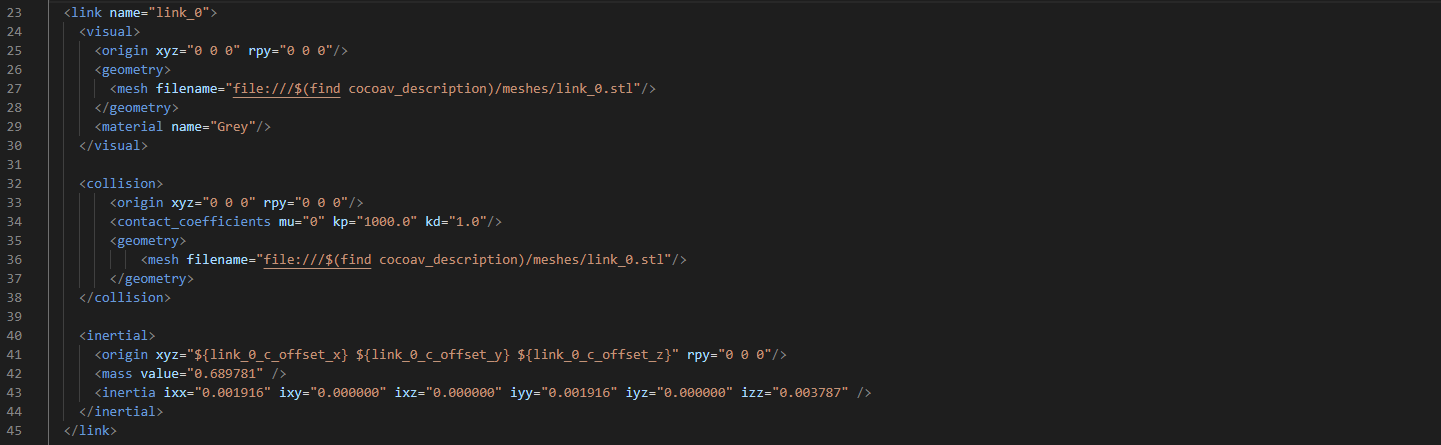 23 <link name="link_0">
24 <visual>
25 <origin xyz="0 0 0" rpy="0 0 0"/>
26 <geometry>
27 <mesh filename="file:///$(find cocoav_description)/meshes/link_0.stl"/>
28 </geometry>
29 <material name="Grey"/>
30 </visual>
31
32 <collision>
33 <origin xyz="0 0 0" rpy="0 0 0"/>
34 <contact_coefficients mu="0" kp="1000.0" kd="1.0"/>
35 <geometry>
36 <mesh filename="file:///$(find cocoav_description)/meshes/link_0.stl"/>
37 </geometry>
38 </collision>
39
40 <inertial>
41 <origin xyz="${link_0_c_offset_x} ${link_0_c_offset_y} ${link_0_c_offset_z}" rpy="0 0 0"/>
42 <mass value="0.689781" />
43 <inertia ixx="0.001916" ixy="0.000000" ixz="0.000000" iyy="0.001916" iyz="0.000000" izz="0.003787" />
44 </inertial>
45 </link>